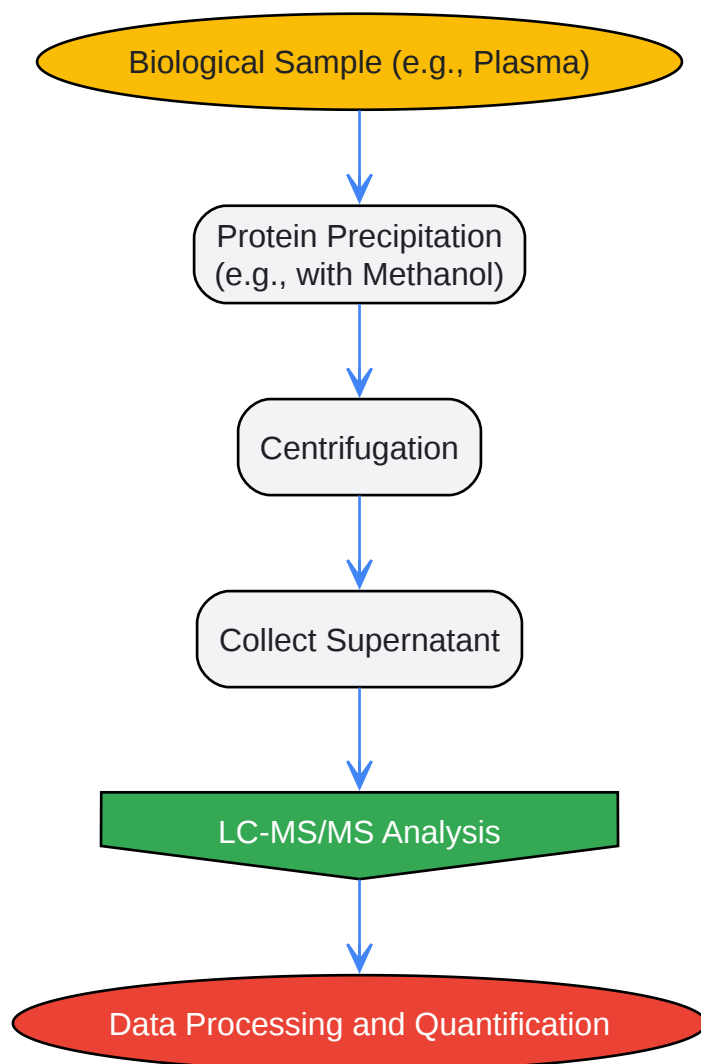 Biological Sample (e.g., Plasma)
Protein Precipitation
(e.g., with Methanol)
Centrifugation
Collect Supernatant
LC-MS/MS Analysis
Data Processing and Quantification